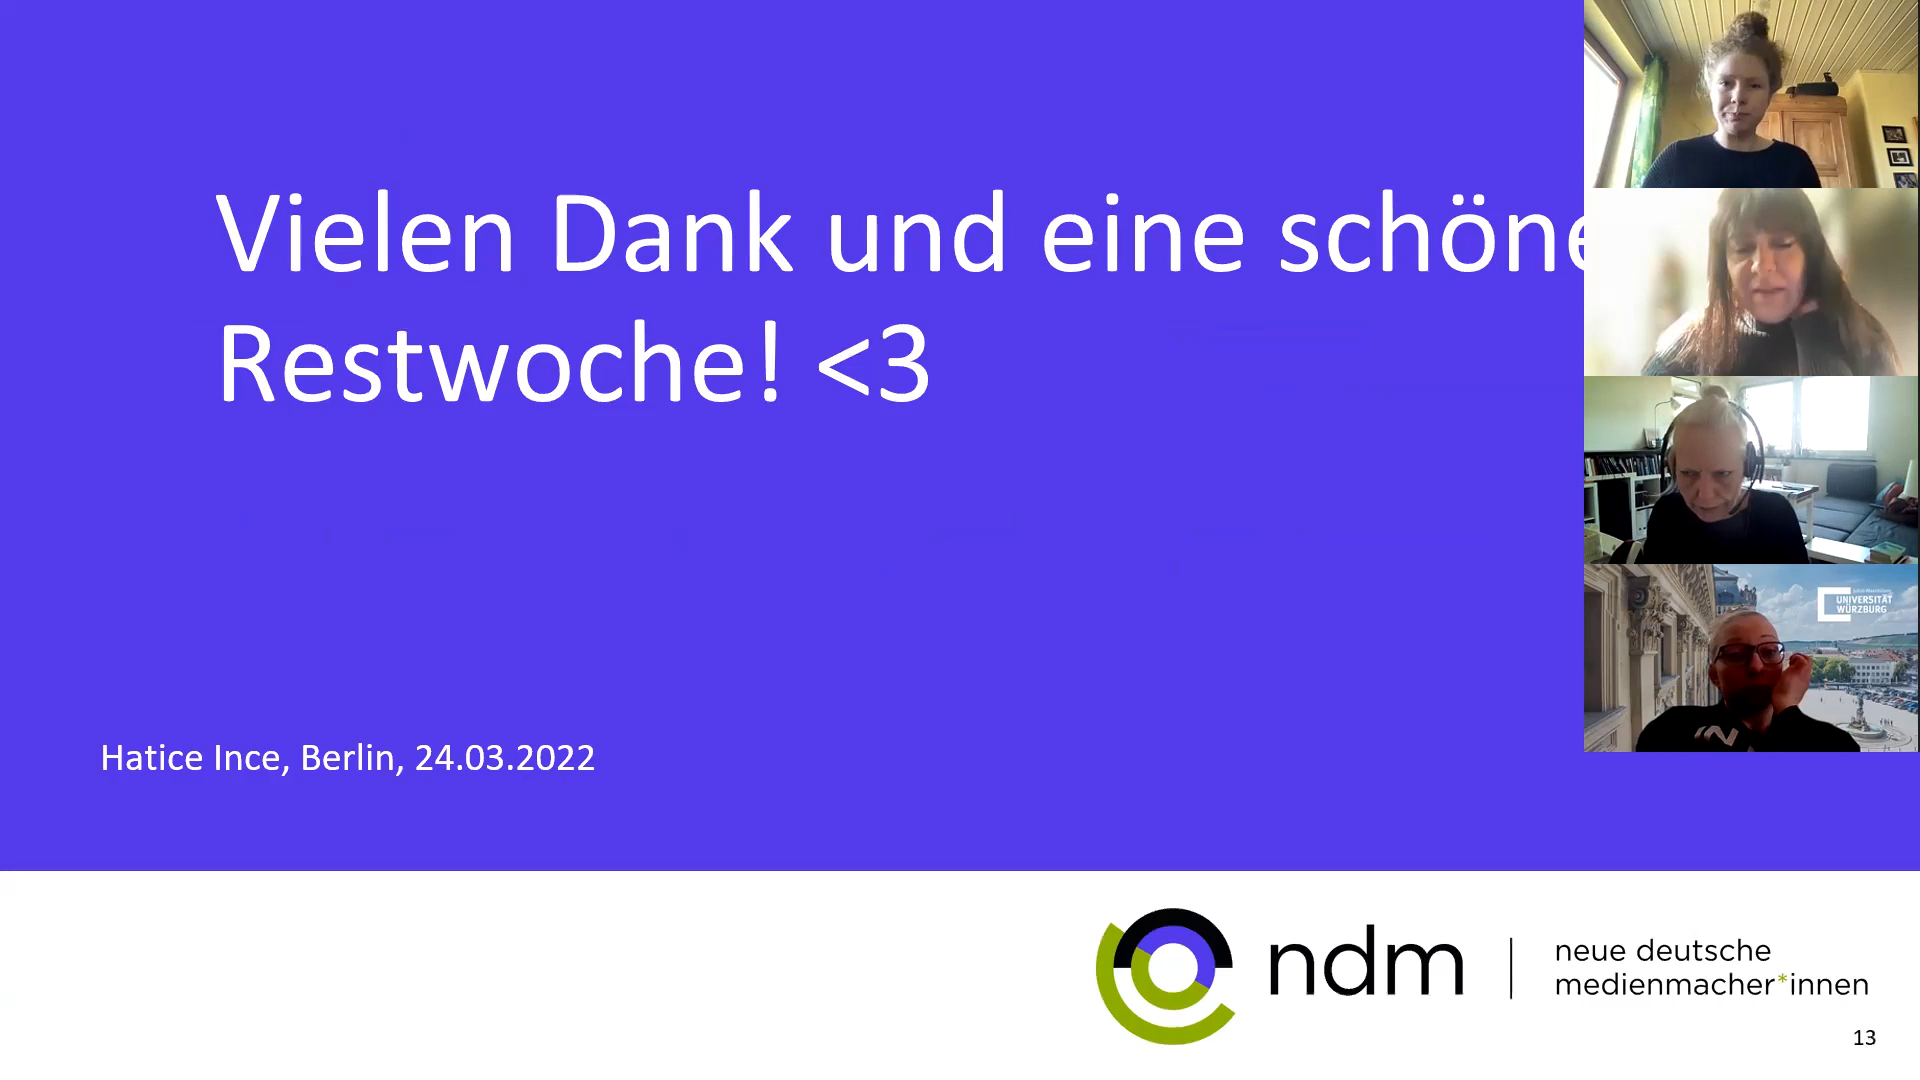 Vielen Dank und eine schöne
Restwoche! <3
Hatice Ince, Berlin, 24.03.2022
UNIVERSITÄT
WÜRZBURG
ndm
neue deutsche
medienmacher*innen
13